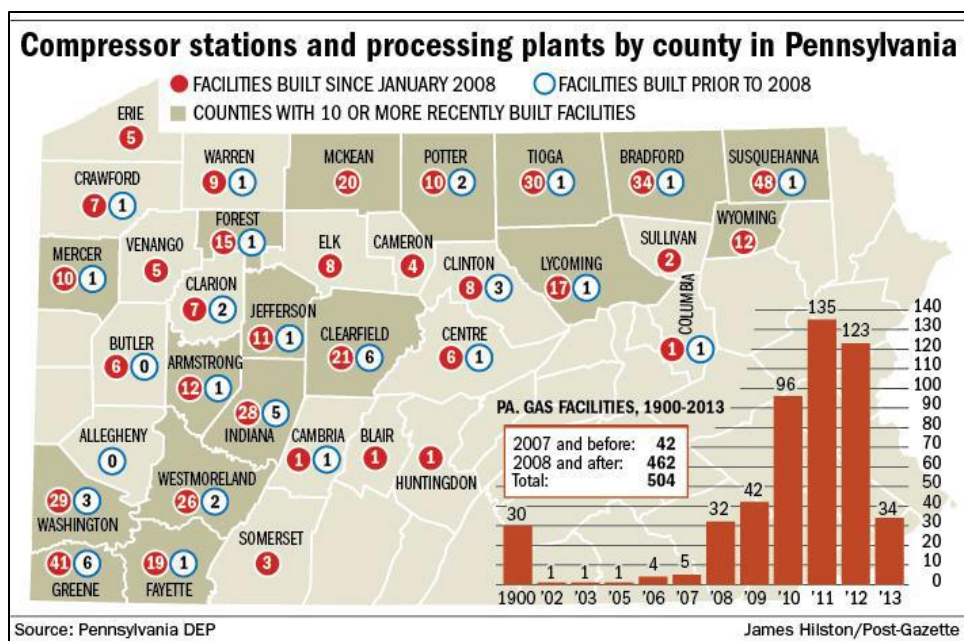 Compressor stations and processing plants by county in Pennsylvania
FACILITIES BUILT SINCE JANUARY 2008 FACILITIES BUILT PRIOR TO 2008
COUNTIES WITH 10 OR MORE RECENTLY BUILT FACILITIES
ERIE
5
CRAWFORD
7 1
WARREN
9 1
MCKEAN
20
POTTER
10 2
TIOGA
30 1
BRADFORD
34 1
SUSQUEHANNA
48 1
MERCER
10 1
VENANGO
5
FOREST
15 1
ELK
8
CAMERON
4
CLINTON
8 3
LYCOMING
17 1
SULLIVAN
2
WYOMING
12
CLARION
7 2
JEFFERSON
11 1
CLEARFIELD
21 6
CENTRE
6 1
COLUMBIA
1 1
BUTLER
6 0
ARMSTRONG
12 1
28 5
INDIANA
ALLEGHENY
0
WESTMORELAND
26 2
CAMBRIA
1 1
BLAIR
1
1
HUNTINGDON
29 3
WASHINGTON
41 6
GREENE
19 1
FAYETTE
SOMERSET
3
PA. GAS FACILITIES, 1900-2013
2007 and before: 42
2008 and after: 462
Total: 504
30
1
1
1
4
5
32
42
96
135
123
34
140
130
120
110
100
90
80
70
60
50
40
30
20
10
0
1900 '02 '03 '05 '06 '07 '08 '09 '10 '11 '12 '13
Source: Pennsylvania DEP James Hilston/Post-Gazette